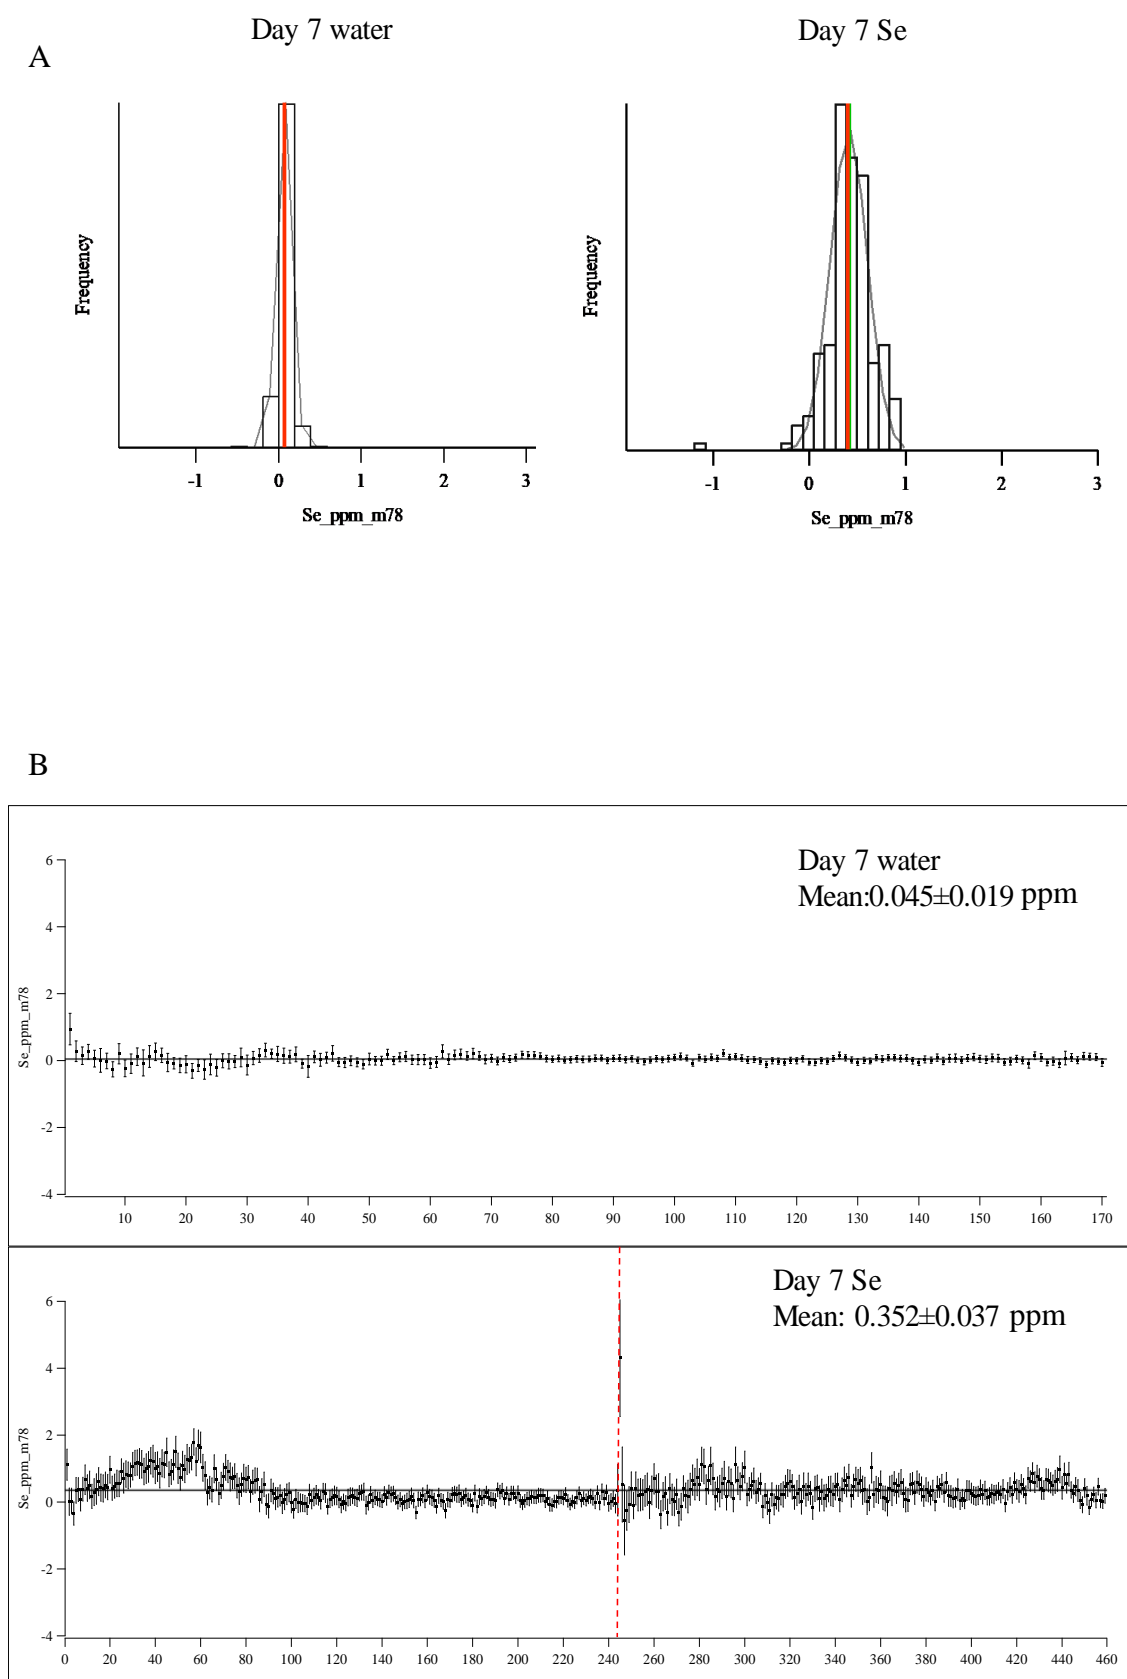 Day 7 water
Day 7 Se
A
Frequency
-1 0 1 2 3
Se_ppm_m78
Frequency
-1 0 1 2 3
Se_ppm_m78
B
Day 7 water
Mean:0.045±0.019 ppm
Se_ppm_m78
6
4
2
0
-2
-4
10 20 30 40 50 60 70 80 90 100 110 120 130 140 150 160 170
Day 7 Se
Mean: 0.352±0.037 ppm
Se_ppm_m78
6
4
2
0
-2
-4
0 20 40 60 80 100 120 140 160 180 200 220 240 260 280 300 320 340 360 380 400 420 440 460